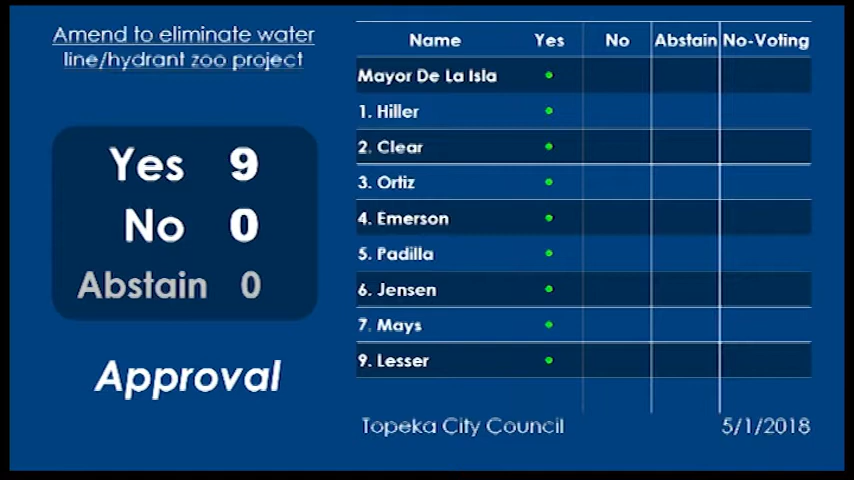 Amend to eliminate water
line/hydrant zoo project
Yes 9
No 0
Abstain 0
Approval
Name Yes No Abstain No-Voting
Mayor De La Isla
1. Hiller
2. Clear
3. Ortiz
4. Emerson
5. Padilla
6. Jensen
7. Mays
9. Lesser
Topeka City Council 5/1/2018